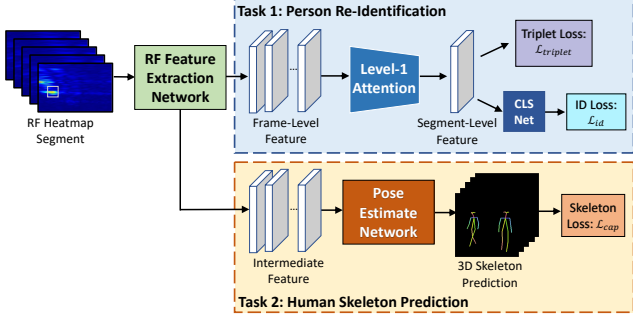 Task 1: Person Re-Identification
RF Heatmap
Segment
RF Feature
Extraction
Network
...
Frame-Level
Feature
Level-1
Attention
Segment-Level
Feature
Triplet Loss:
ℒtriplet
CLS
Net
ID Loss:
ℒid
...
Intermediate
Feature
Pose
Estimate
Network
3D Skeleton
Prediction
Skeleton
Loss: ℒcap
Task 2: Human Skeleton Prediction